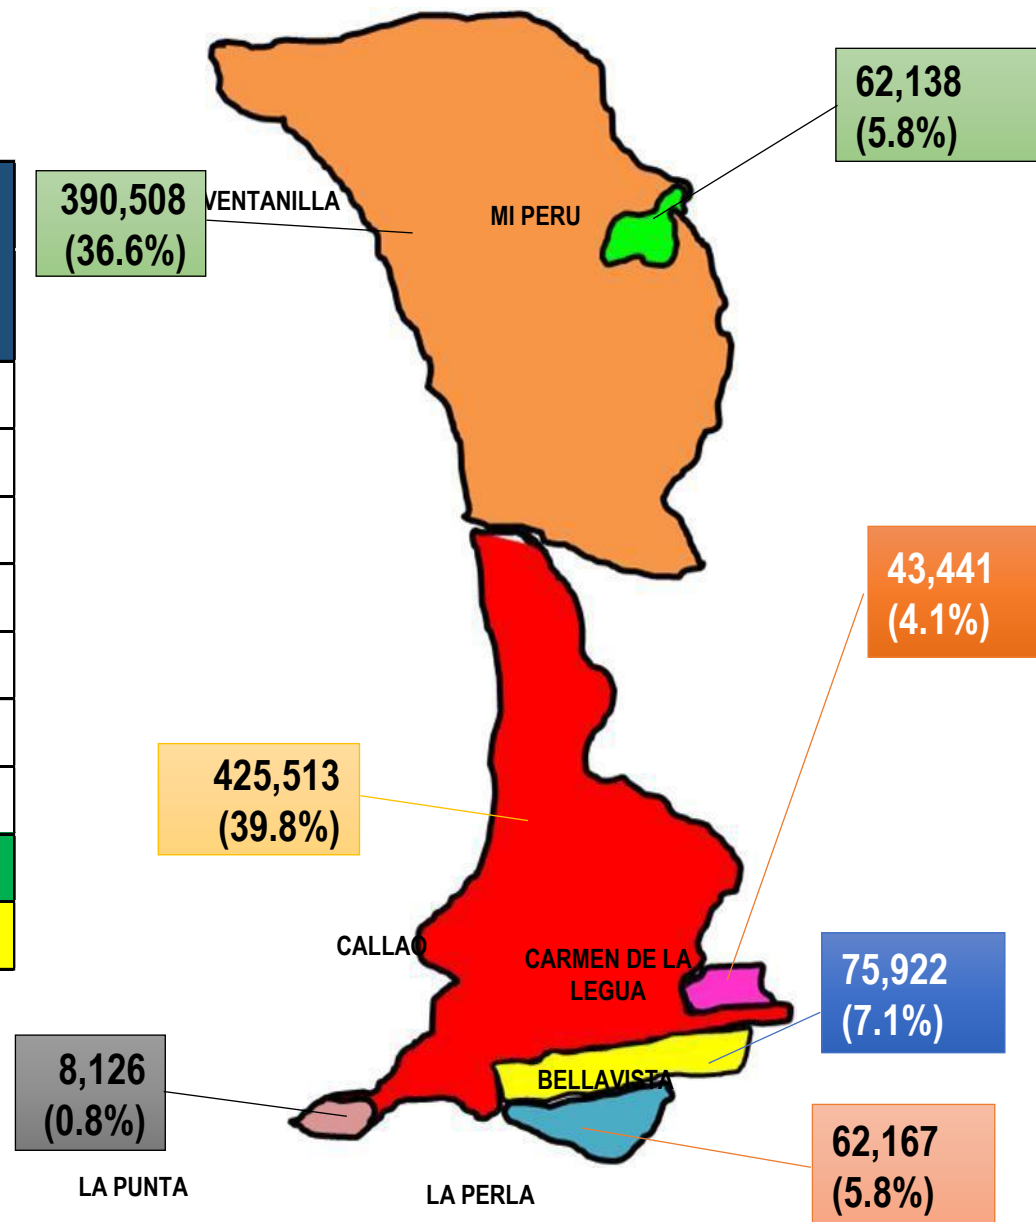 62,138
(5.8%)
390,508
(36.6%)
VENTANILLA
MI PERU
43,441
(4.1%)
425,513
(39.8%)
CALLAO
CARMEN DE LA
LEGUA
75,922
(7.1%)
8,126
(0.8%)
BELLAVISTA
62,167
(5.8%)
LA PUNTA
LA PERLA